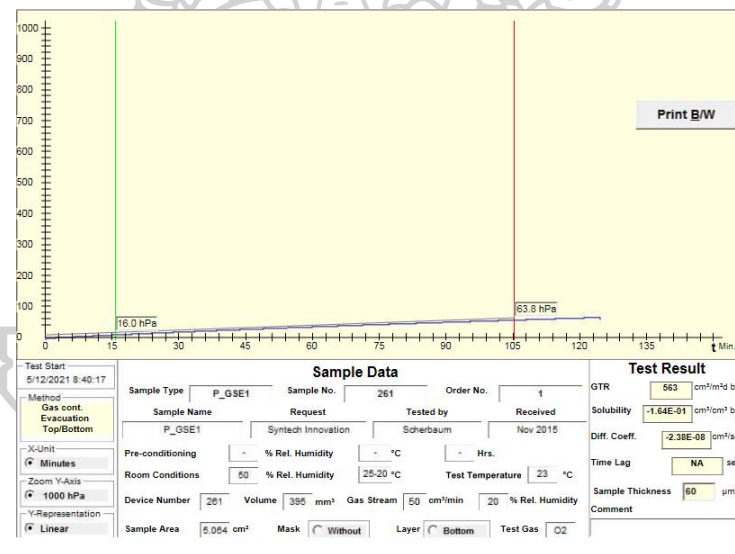 1000
900
800
700
600
500
400
300
200
100
0
Print B/W
16.0 hPa
63.8 hPa
0 15 30 45 60 75 90 105 121 135 t Min.
Test Start
5/12/2021 8:40:17
Method
Gas cont.
Evacuation
Top/Bottom
X-Unit
Minutes
Zoom Y-Axis
1000 hPa
Y-Representation
Linear
Sample Data
Sample Type P_GSE1 Sample No. 261 Order No. 1
Sample Name Request Tested by Received
P_GSE1 Syntech Innovation Scherbaum Nov 2015
Pre-conditioning - % Rel. Humidity - °C - Hrs.
Room Conditions 50 % Rel. Humidity 25-20 °C Test Temperature 23 °C
Device Number 261 Volume 395 mm³ Gas Stream 50 cm³/min 20 % Rel. Humidity
Sample Area 5.064 cm² Mask Without Layer Bottom Test Gas O2
Test Result
GTR 563 cm³/m²d b
Solubility -1.64E-01 cm³/cm³ b
Diff. Coeff. -2.38E-08 cm²/s
Time Lag NA se
Sample Thickness 60 µm
Comment